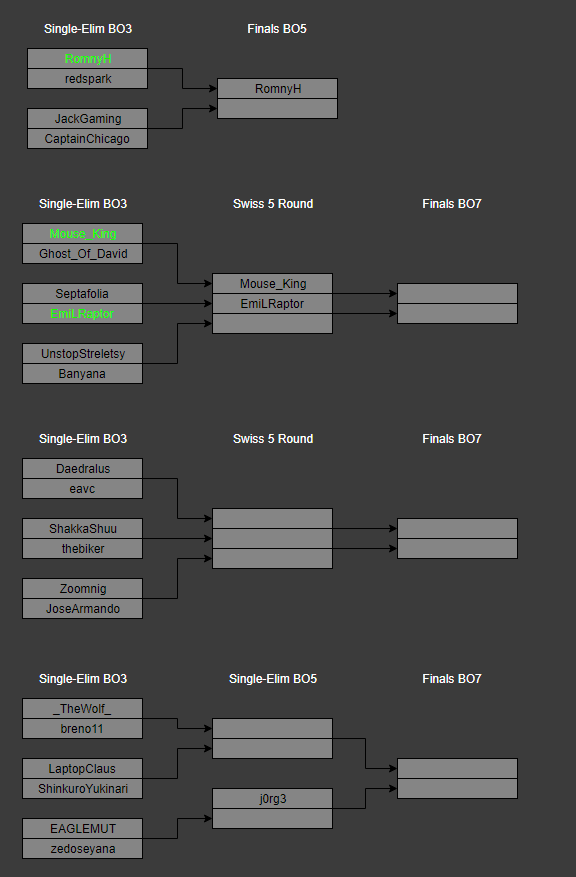 Single-Elim BO3 Finals BO5
RomnyH
redspark
RomnyH
JackGaming
CaptainChicago
Single-Elim BO3 Swiss 5 Round Finals BO7
Mouse_King
Ghost_Of_David
Septafolia
EmiLRaptor
UnstopStreletsy
Banyana
Mouse_King
EmiLRaptor
Single-Elim BO3 Swiss 5 Round Finals BO7
Daedralus
eavc
ShakkaShuu
thebiker
Zoomnig
JoseArmando
Single-Elim BO3 Single-Elim BO5 Finals BO7
_TheWolf_
breno11
LaptopClaus
ShinkuroYukinari
EAGLEMUT
zedoseyana
j0rg3